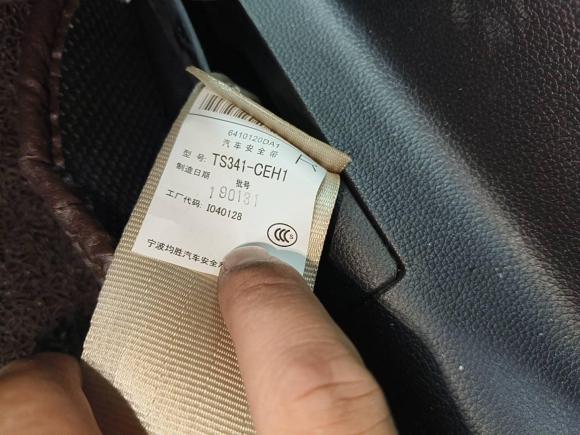 6410120DA1
汽车安全带
型号: TS341-CEH1
制造日期 批号
190131
工厂代码: I040128
CCC S
宁波均胜汽车安全